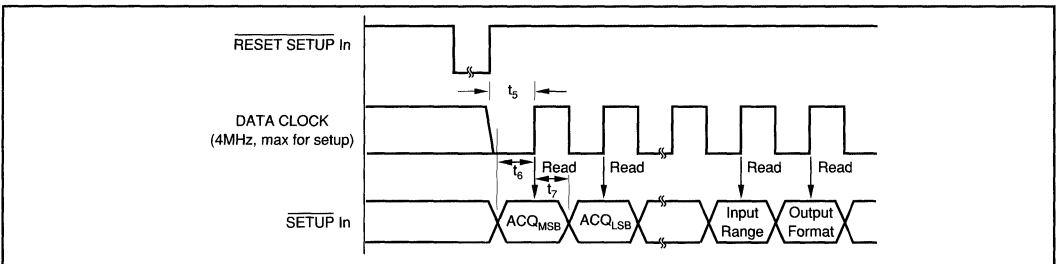 RESET SETUP In
t5
DATA CLOCK
(4MHz, max for setup)
t6
Read
Read
Read
Read
t7
SETUP In
ACQMSB
ACQLSB
Input
Range
Output
Format